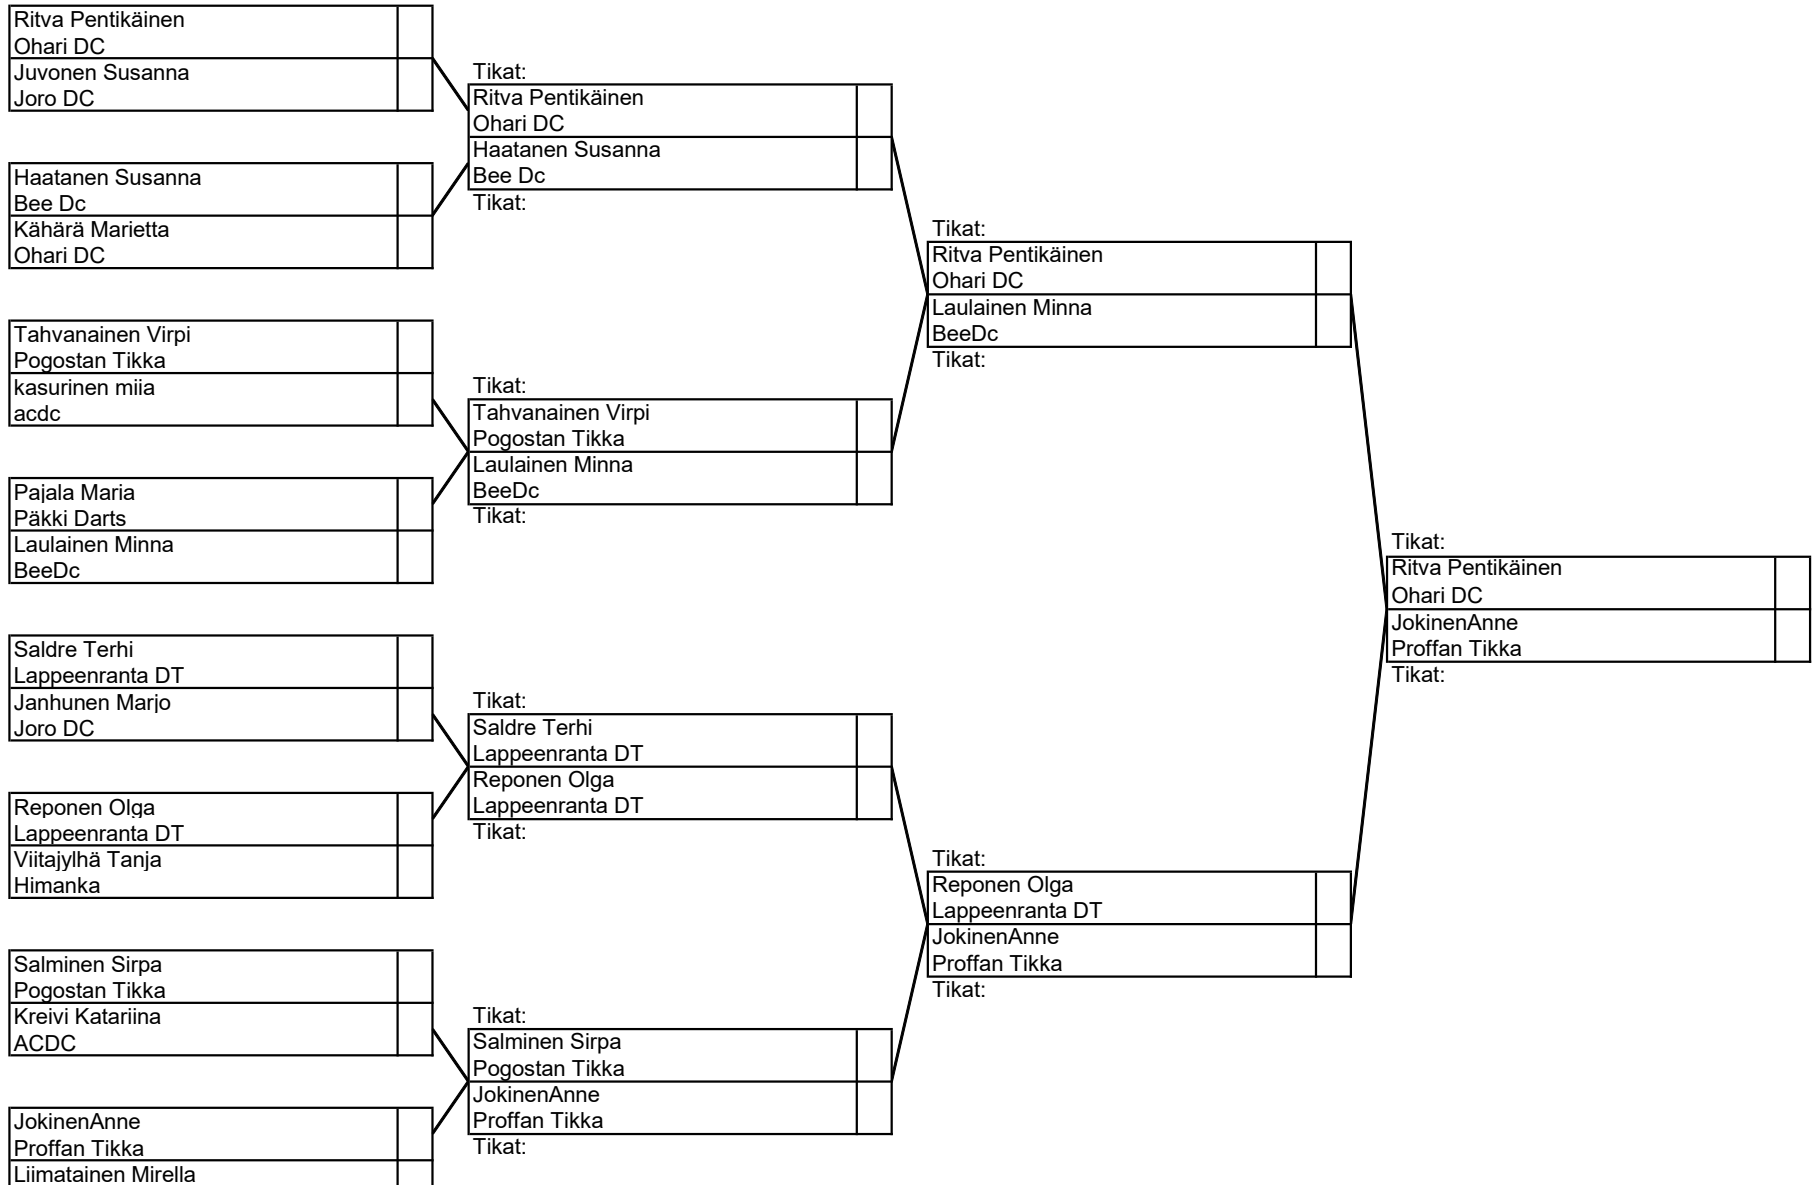 Ritva Pentikäinen
Ohari DC
Juvonen Susanna
Joro DC
Haatanen Susanna
Bee Dc
Kähärä Marietta
Ohari DC
Tahvanainen Virpi
Pogostan Tikka
kasurinen miia
acdc
Pajala Maria
Päkki Darts
Laulainen Minna
BeeDc
Saldre Terhi
Lappeenranta DT
Janhunen Marjo
Joro DC
Reponen Olga
Lappeenranta DT
Viitajylhä Tanja
Himanka
Salminen Sirpa
Pogostan Tikka
Kreivi Katariina
ACDC
JokinenAnne
Proffan Tikka
Liimatainen Mirella
Tikat:
Ritva Pentikäinen
Ohari DC
Haatanen Susanna
Bee Dc
Tikat:
Tikat:
Tahvanainen Virpi
Pogostan Tikka
Laulainen Minna
BeeDc
Tikat:
Tikat:
Saldre Terhi
Lappeenranta DT
Reponen Olga
Lappeenranta DT
Tikat:
Tikat:
Salminen Sirpa
Pogostan Tikka
JokinenAnne
Proffan Tikka
Tikat:
Tikat:
Ritva Pentikäinen
Ohari DC
Laulainen Minna
BeeDc
Tikat:
Tikat:
Reponen Olga
Lappeenranta DT
JokinenAnne
Proffan Tikka
Tikat:
Tikat:
Ritva Pentikäinen
Ohari DC
JokinenAnne
Proffan Tikka
Tikat: